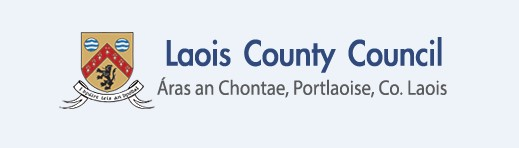 Laois County Council
Áras an Chontae, Portlaoise, Co. Laois